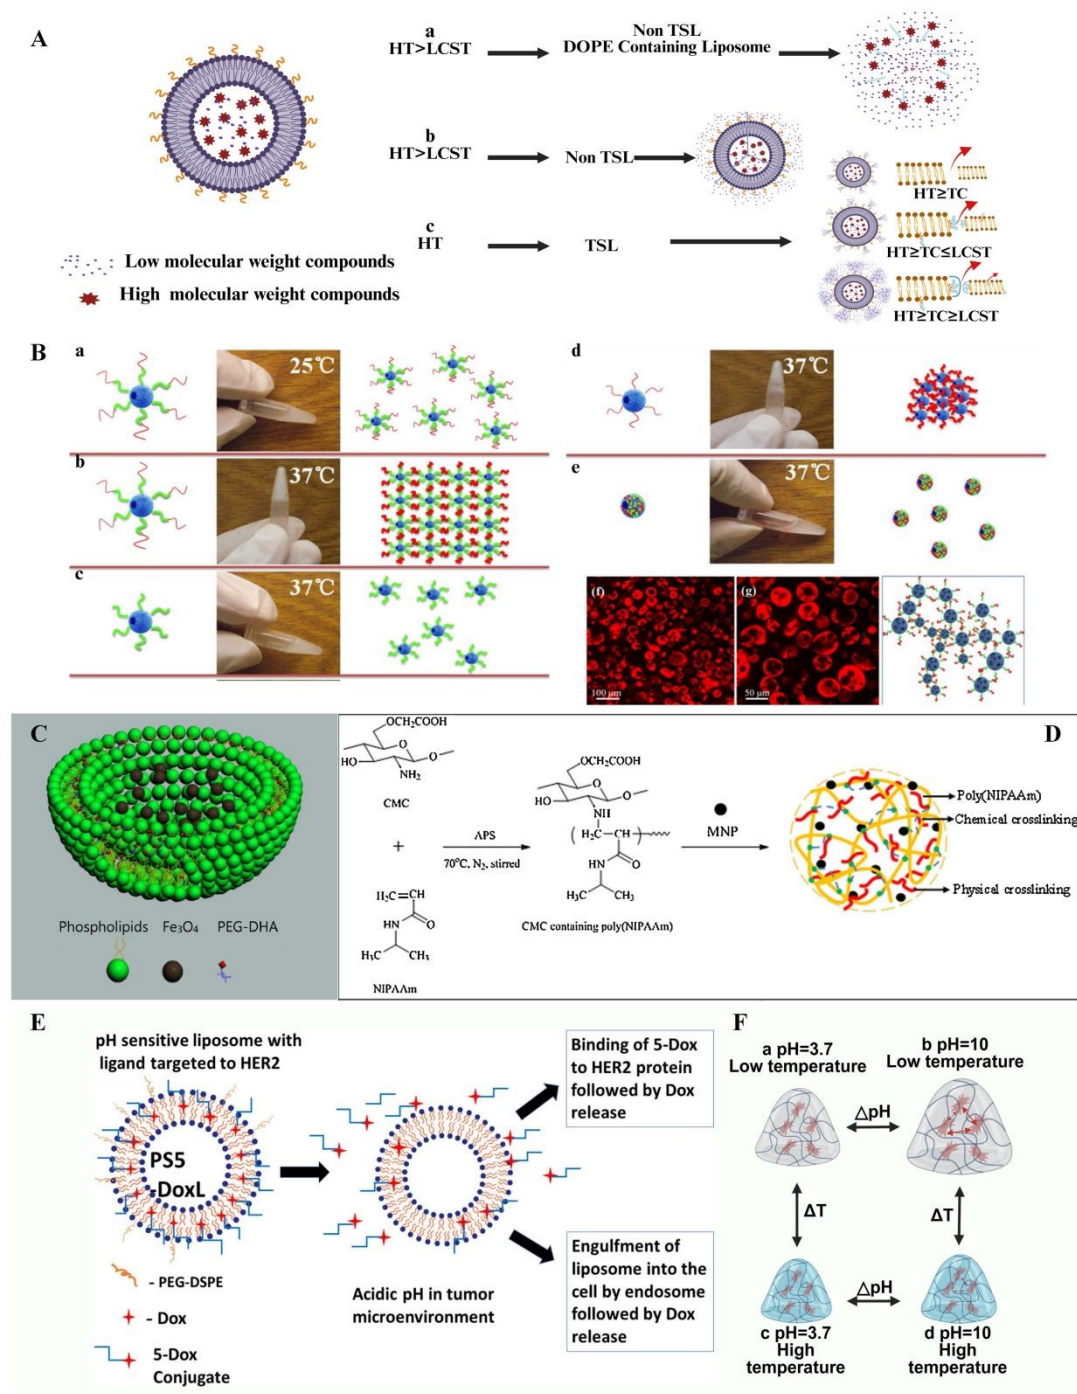 A
a
HT>LCST
Non TSL
DOPE Containing Liposome
b
HT>LCST
Non TSL
c
HT
TSL
HT≥TC
HT≥TC≤LCST
HT≥TC≥LCST
Low molecular weight compounds
High molecular weight compounds
B
a
25℃
b
37℃
c
37℃
d
37℃
e
37℃
(f)
100 μm
(g)
50 μm
C
Phospholipids
Fe₃O₄
PEG-DHA
D
OCH₂COOH
O
HO
NH₂
O
CMC
+
H₂C=CH
O
HN
H₃C
CH₃
NIPAAm
APS
70°C, N₂, stirred
OCH₂COOH
O
HO
NH
O
H₂C
CH
O
HN
H₃C
CH₃
CMC containing poly(NIPAAm)
MNP
Poly(NIPAAm)
Chemical crosslinking
Physical crosslinking
E
pH sensitive liposome with
ligand targeted to HER2
PS5
-DoxL
- PEG-DSPE
- Dox
5-Dox
Conjugate
Acidic pH in tumor
microenvironment
Binding of 5-Dox
to HER2 protein
followed by Dox
release
Engulfment of
liposome into the
cell by endosome
followed by Dox
release
F
a pH=3.7
Low temperature
b pH=10
Low temperature
△pH
ΔT
ΔT
△pH
c pH=3.7
High
temperature
d pH=10
High
temperature